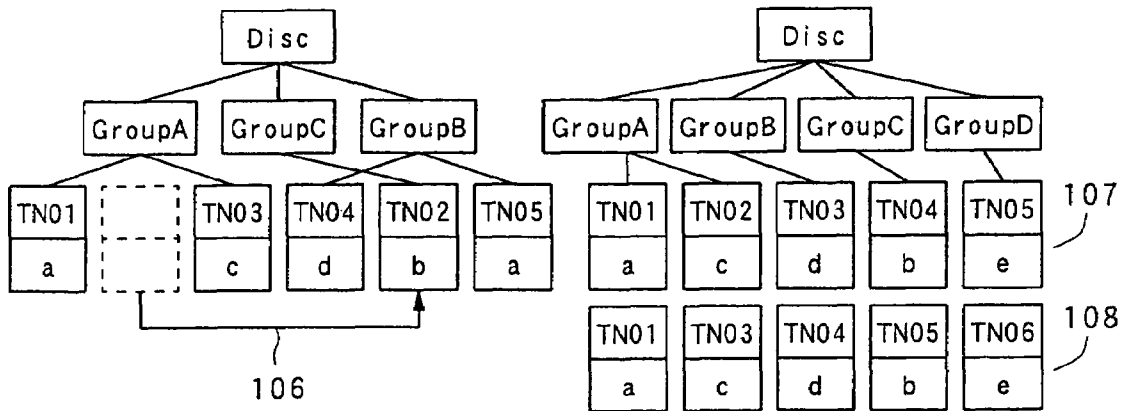 Disc
GroupA GroupC GroupB
TN01 TN03 TN04 TN02 TN05
a c d b a
106
Disc
GroupA GroupB GroupC GroupD
TN01 TN02 TN03 TN04 TN05
a c d b e
107
TN01 TN03 TN04 TN05 TN06
a c d b e
108